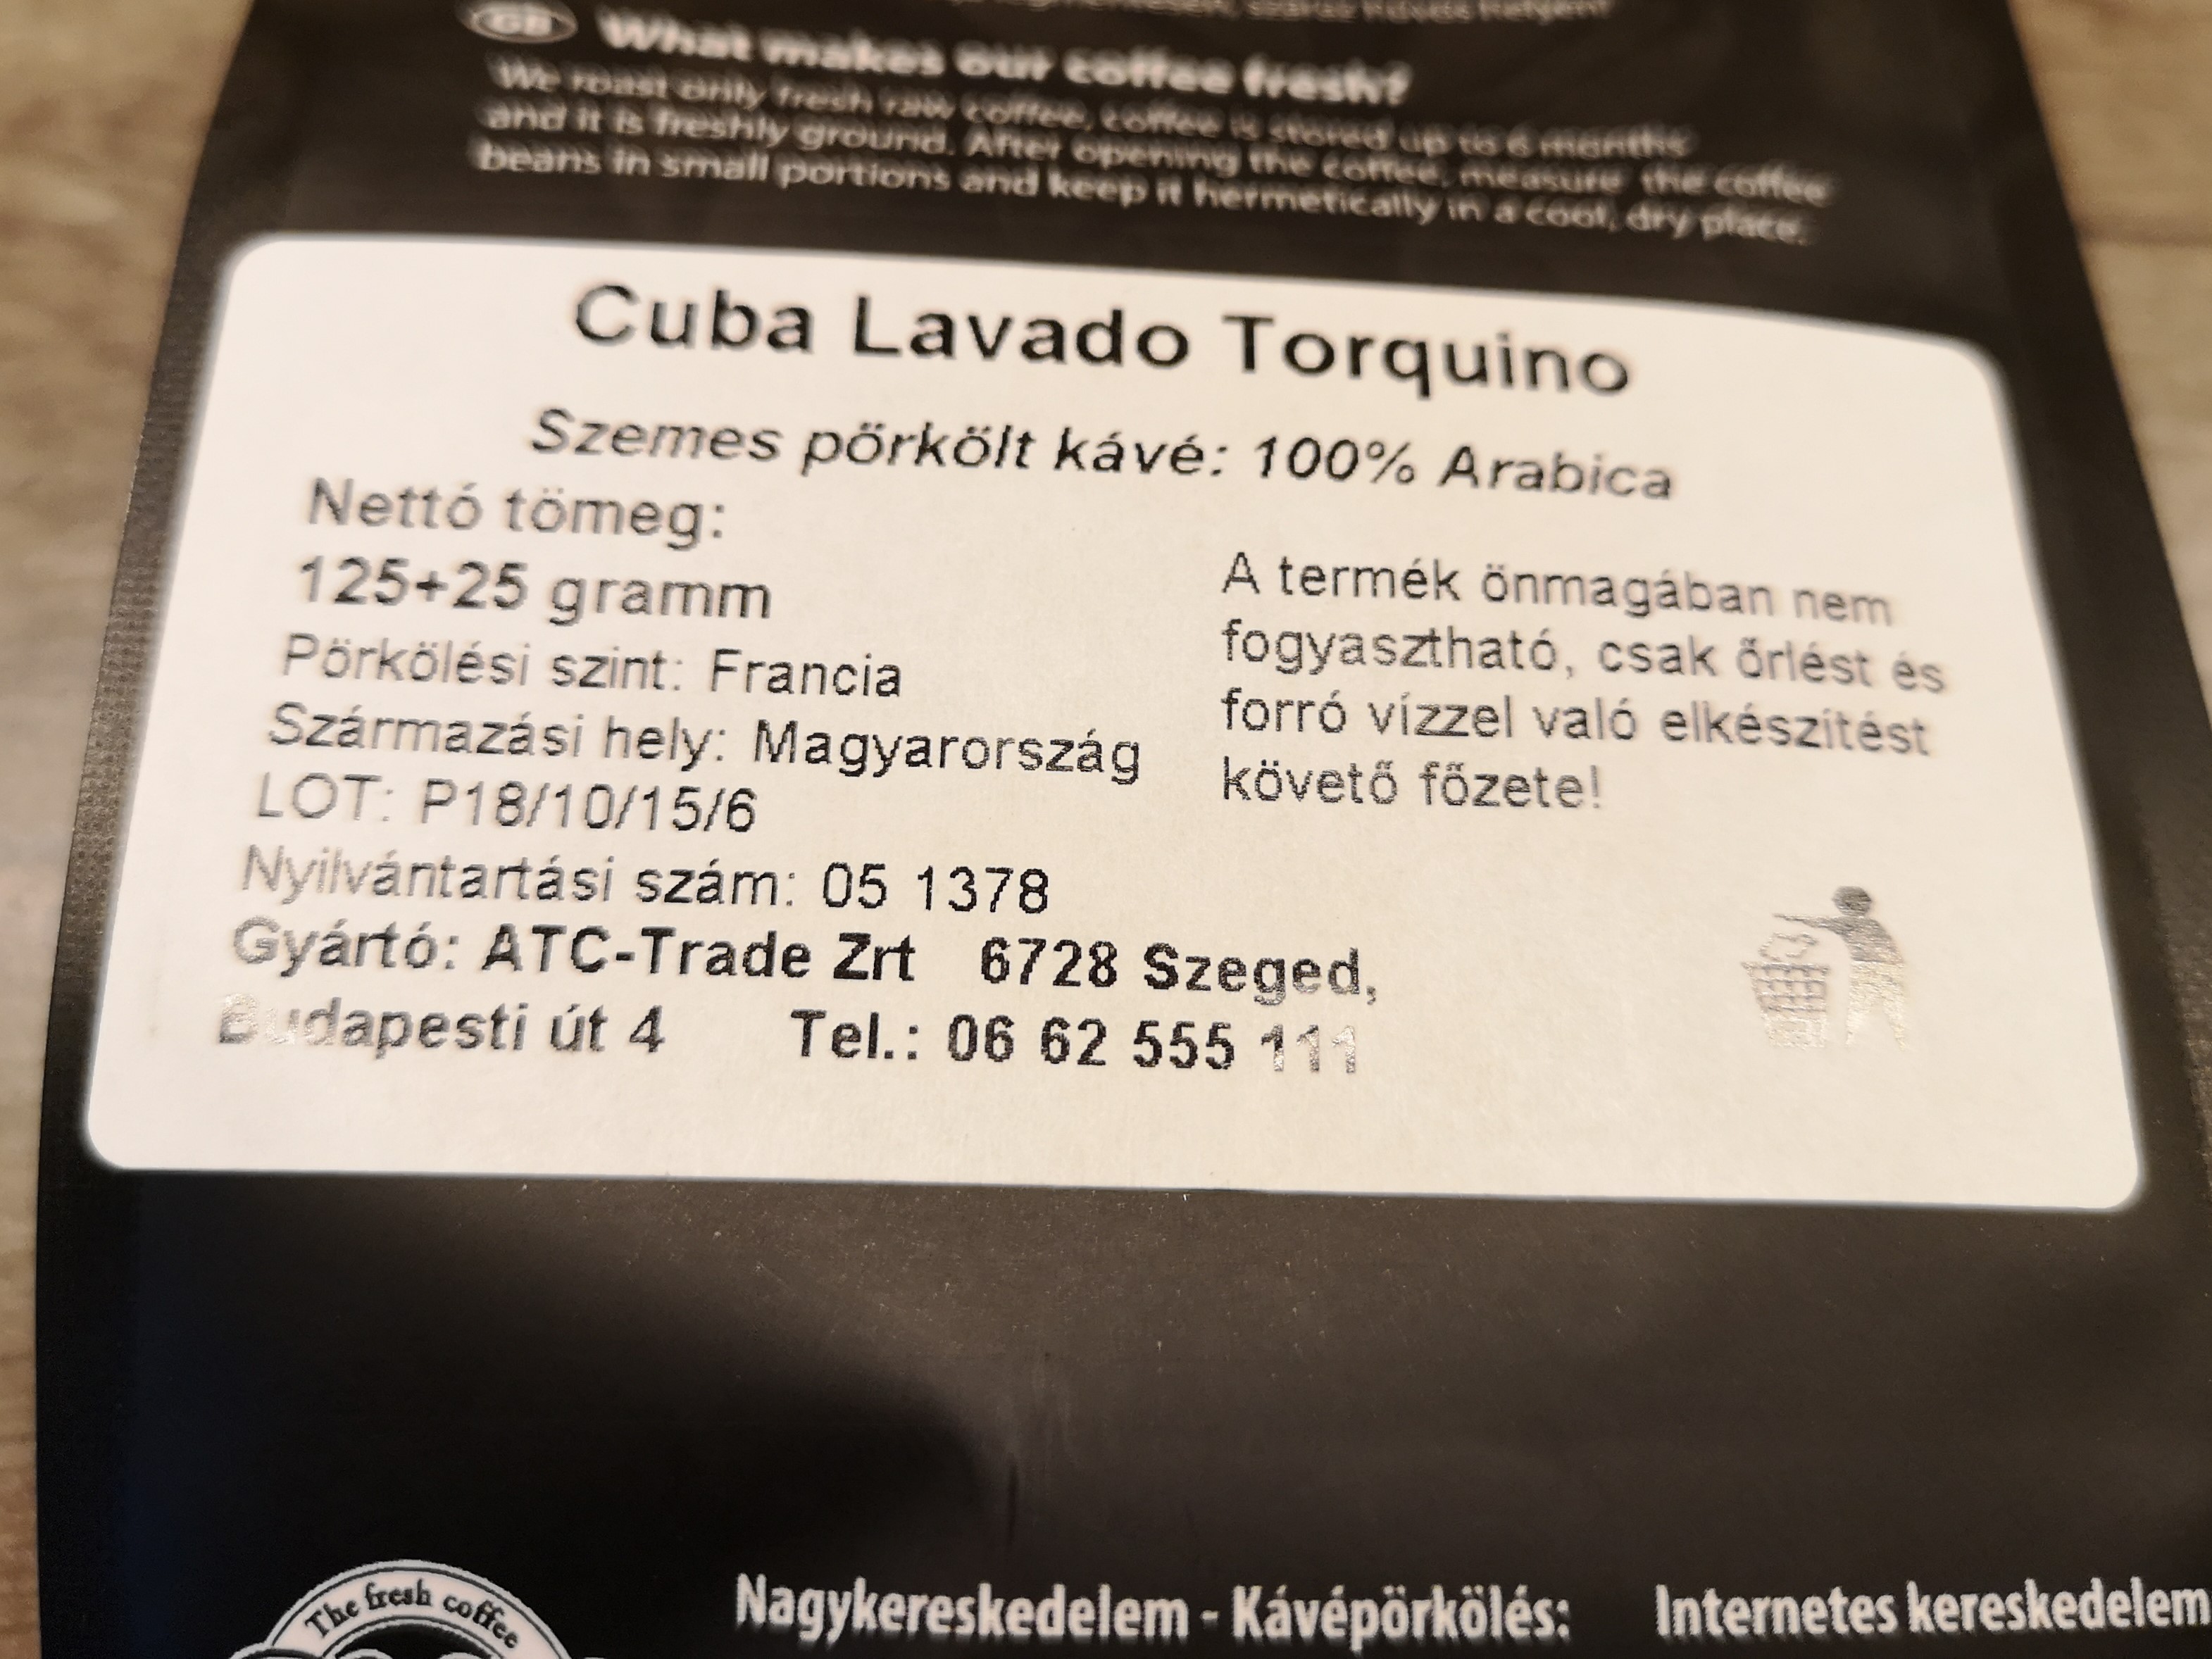 GB What makes our coffee fresh?
We roast only fresh raw coffee, coffee is stored up to 6 months
and it is freshly ground. After opening the coffee, measure the coffee
beans in small portions and keep it hermetically in a cool, dry place.
Cuba Lavado Torquino
Szemes pörkölt kávé: 100% Arabica
Nettó tömeg:
125+25 gramm
Pörkölési szint: Francia
Származási hely: Magyarország
LOT: P18/10/15/6
Nyilvántartási szám: 05 1378
Gyártó: ATC-Trade Zrt 6728 Szeged,
Budapesti út 4 Tel.: 06 62 555 111
A termék önmagában nem
fogyasztható, csak őrlést és
forró vízzel való elkészítést
követő főzete!
The fresh coffee
Nagykereskedelem - Kávépörkölés:
Internetes kereskedelem